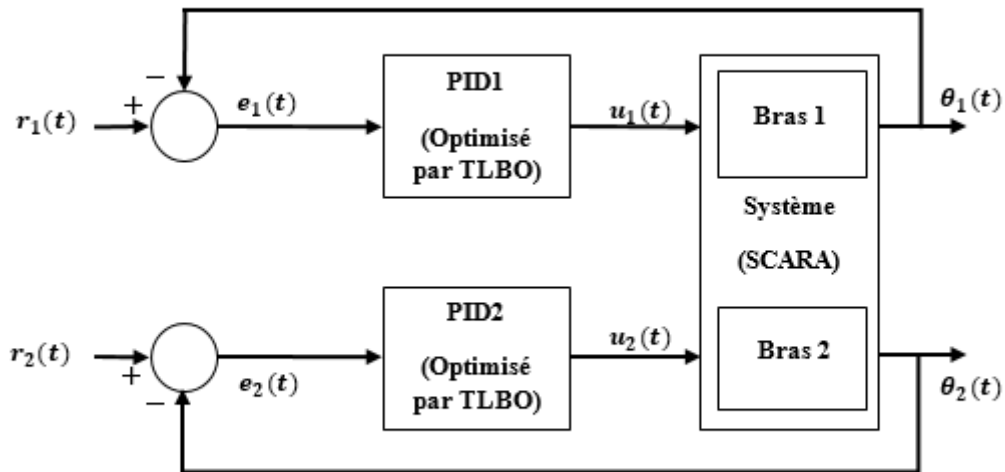 −
+
r₁(t)
e₁(t)
PID1
(Optimisé
par TLBO)
u₁(t)
Bras 1
θ₁(t)
Système
(SCARA)
r₂(t)
+
−
e₂(t)
PID2
(Optimisé
par TLBO)
u₂(t)
Bras 2
θ₂(t)